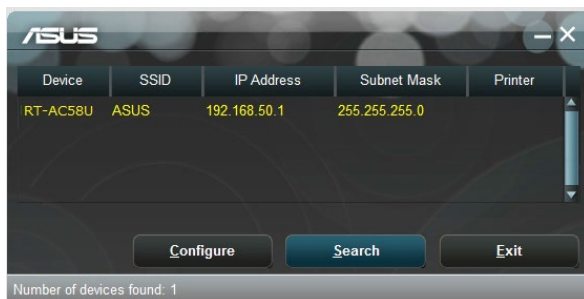 ASUS
Device SSID IP Address Subnet Mask Printer
RT-AC58U ASUS 192.168.50.1 255.255.255.0
Configure Search Exit
Number of devices found: 1